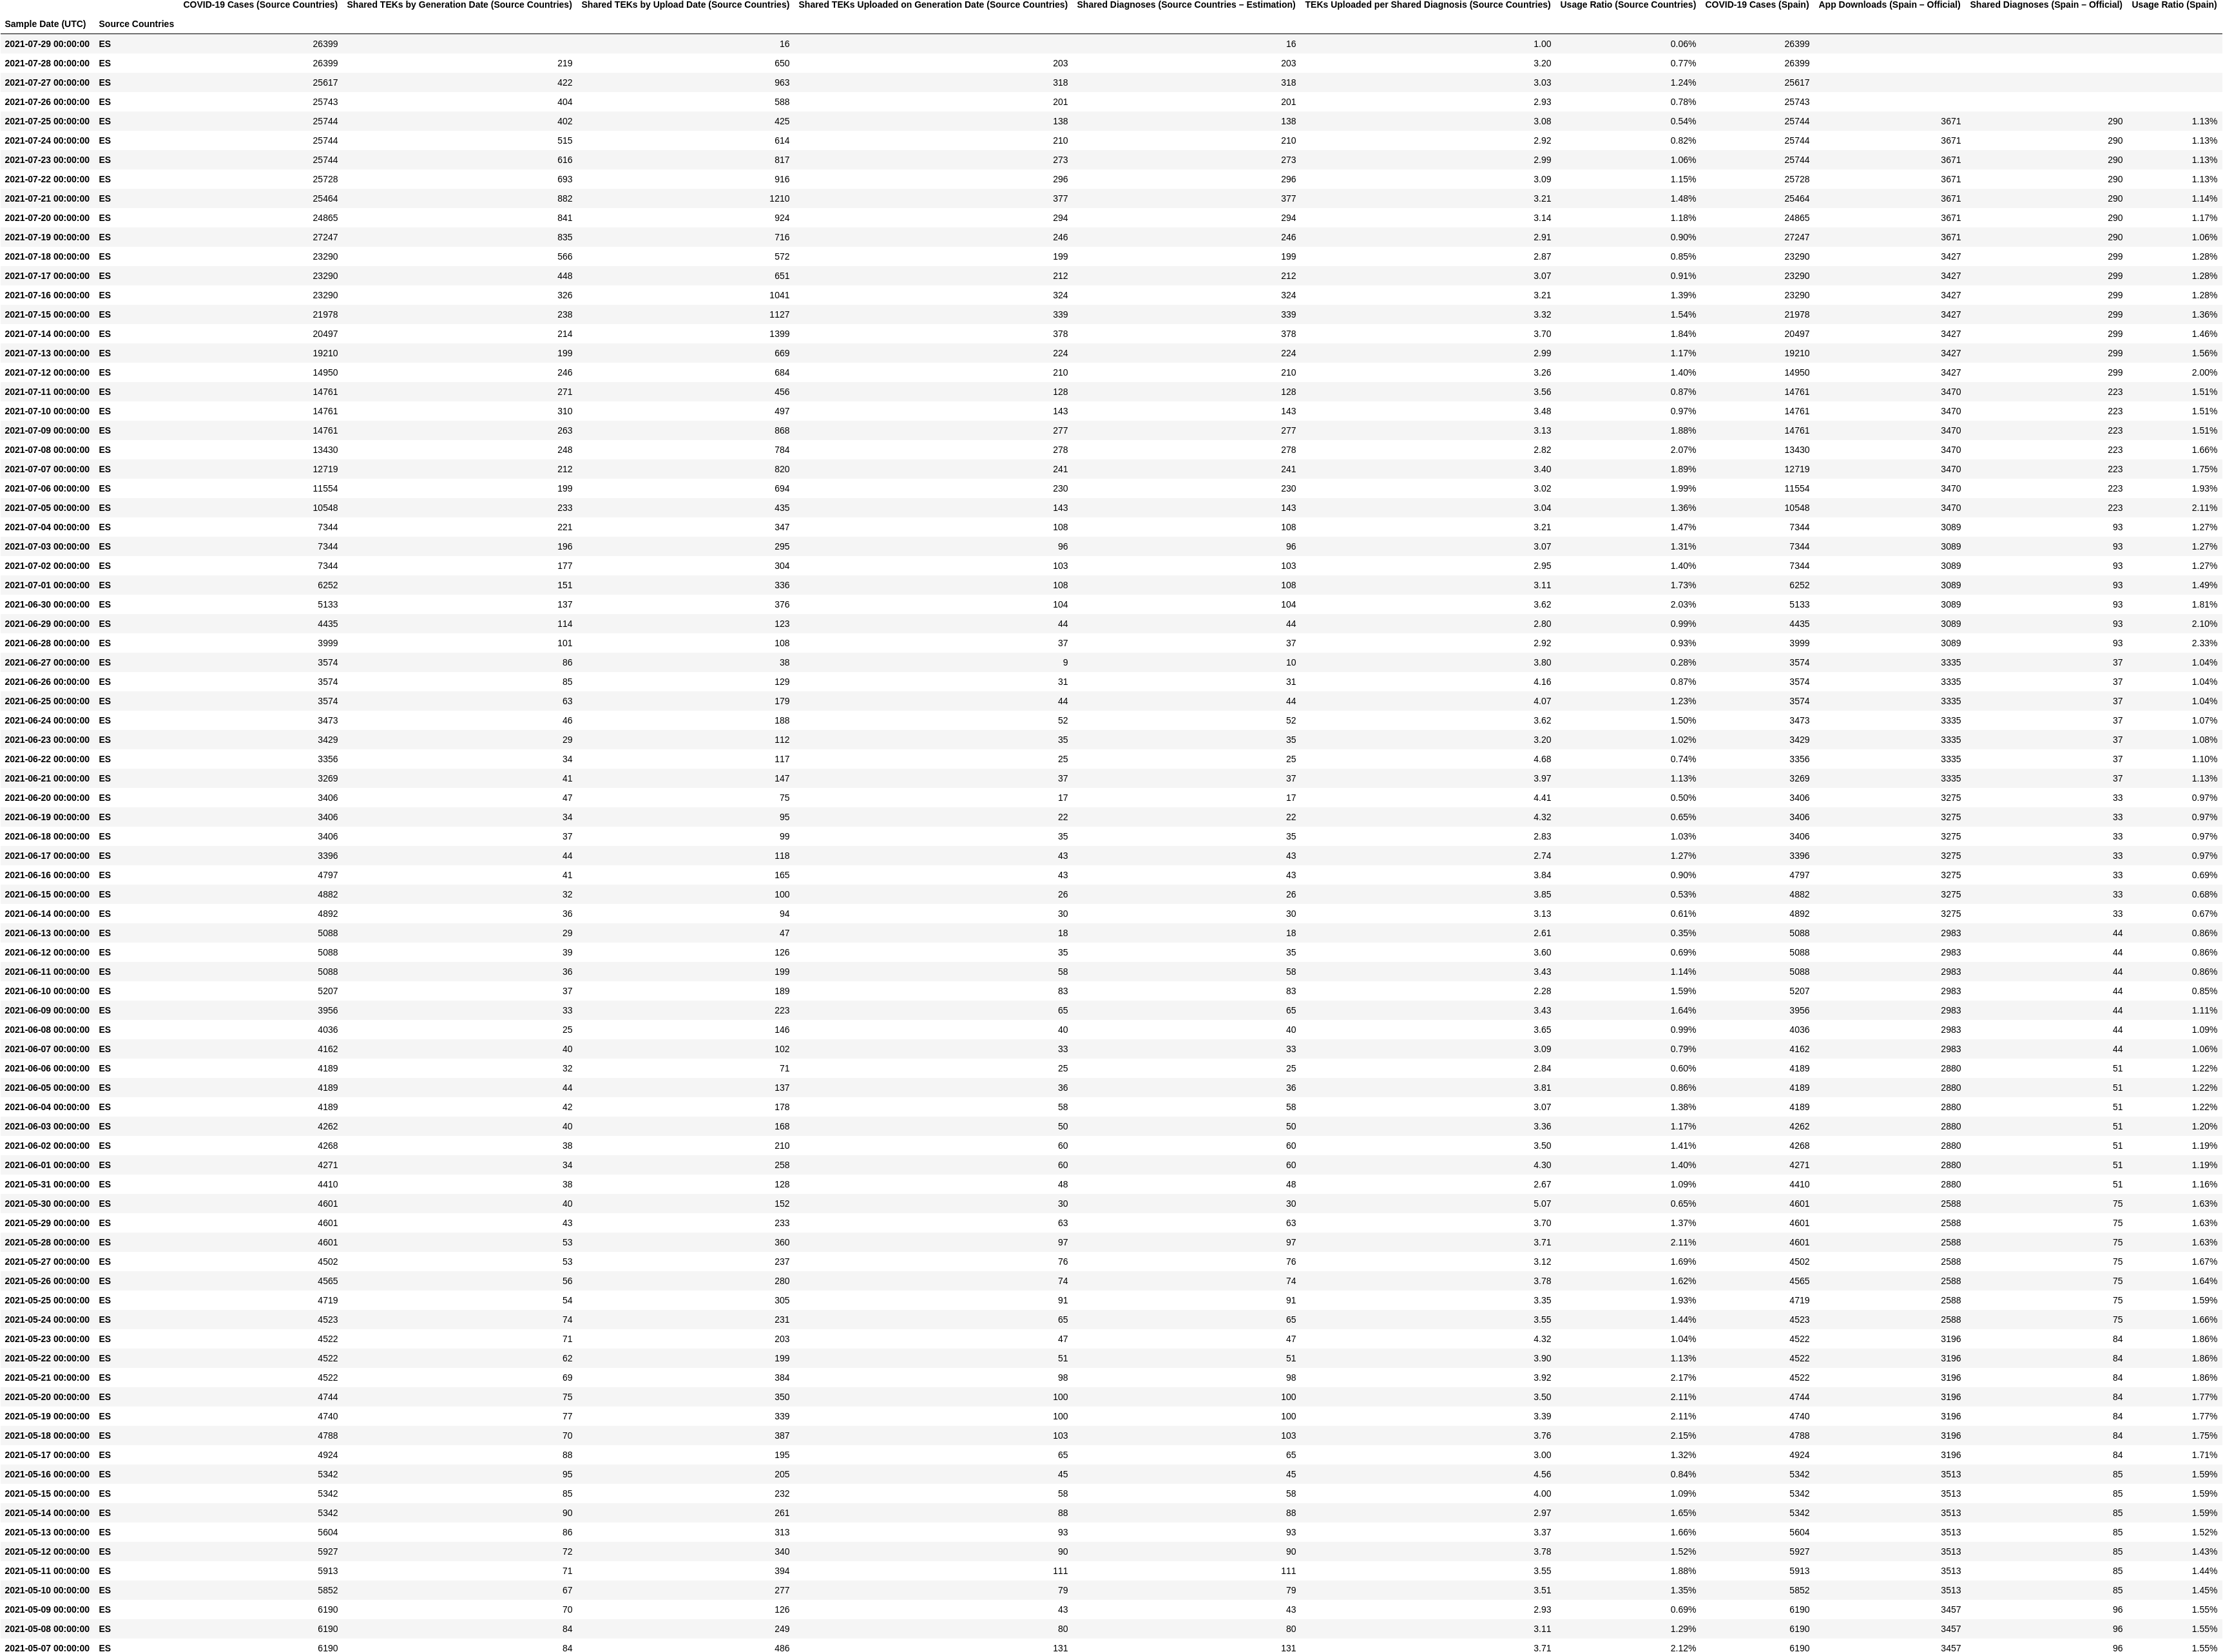 COVID-19 Cases (Source Countries) Shared TEKs by Generation Date (Source Countries) Shared TEKs by Upload Date (Source Countries) Shared TEKs Uploaded on Generation Date (Source Countries) Shared Diagnoses (Source Countries – Estimation) TEKs Uploaded per Shared Diagnosis (Source Countries) Usage Ratio (Source Countries) COVID-19 Cases (Spain) App Downloads (Spain – Official) Shared Diagnoses (Spain – Official) Usage Ratio (Spain)
Sample Date (UTC) Source Countries
2021-07-29 00:00:00 ES 26399 16 16 1.00 0.06% 26399
2021-07-28 00:00:00 ES 26399 219 650 203 203 3.20 0.77% 26399
2021-07-27 00:00:00 ES 25617 422 963 318 318 3.03 1.24% 25617
2021-07-26 00:00:00 ES 25743 404 588 201 201 2.93 0.78% 25743
2021-07-25 00:00:00 ES 25744 402 425 138 138 3.08 0.54% 25744 3671 290 1.13%
2021-07-24 00:00:00 ES 25744 515 614 210 210 2.92 0.82% 25744 3671 290 1.13%
2021-07-23 00:00:00 ES 25744 616 817 273 273 2.99 1.06% 25744 3671 290 1.13%
2021-07-22 00:00:00 ES 25728 693 916 296 296 3.09 1.15% 25728 3671 290 1.13%
2021-07-21 00:00:00 ES 25464 882 1210 377 377 3.21 1.48% 25464 3671 290 1.14%
2021-07-20 00:00:00 ES 24865 841 924 294 294 3.14 1.18% 24865 3671 290 1.17%
2021-07-19 00:00:00 ES 27247 835 716 246 246 2.91 0.90% 27247 3671 290 1.06%
2021-07-18 00:00:00 ES 23290 566 572 199 199 2.87 0.85% 23290 3427 299 1.28%
2021-07-17 00:00:00 ES 23290 448 651 212 212 3.07 0.91% 23290 3427 299 1.28%
2021-07-16 00:00:00 ES 23290 326 1041 324 324 3.21 1.39% 23290 3427 299 1.28%
2021-07-15 00:00:00 ES 21978 238 1127 339 339 3.32 1.54% 21978 3427 299 1.36%
2021-07-14 00:00:00 ES 20497 214 1399 378 378 3.70 1.84% 20497 3427 299 1.46%
2021-07-13 00:00:00 ES 19210 199 669 224 224 2.99 1.17% 19210 3427 299 1.56%
2021-07-12 00:00:00 ES 14950 246 684 210 210 3.26 1.40% 14950 3427 299 2.00%
2021-07-11 00:00:00 ES 14761 271 456 128 128 3.56 0.87% 14761 3470 223 1.51%
2021-07-10 00:00:00 ES 14761 310 497 143 143 3.48 0.97% 14761 3470 223 1.51%
2021-07-09 00:00:00 ES 14761 263 868 277 277 3.13 1.88% 14761 3470 223 1.51%
2021-07-08 00:00:00 ES 13430 248 784 278 278 2.82 2.07% 13430 3470 223 1.66%
2021-07-07 00:00:00 ES 12719 212 820 241 241 3.40 1.89% 12719 3470 223 1.75%
2021-07-06 00:00:00 ES 11554 199 694 230 230 3.02 1.99% 11554 3470 223 1.93%
2021-07-05 00:00:00 ES 10548 233 435 143 143 3.04 1.36% 10548 3470 223 2.11%
2021-07-04 00:00:00 ES 7344 221 347 108 108 3.21 1.47% 7344 3089 93 1.27%
2021-07-03 00:00:00 ES 7344 196 295 96 96 3.07 1.31% 7344 3089 93 1.27%
2021-07-02 00:00:00 ES 7344 177 304 103 103 2.95 1.40% 7344 3089 93 1.27%
2021-07-01 00:00:00 ES 6252 151 336 108 108 3.11 1.73% 6252 3089 93 1.49%
2021-06-30 00:00:00 ES 5133 137 376 104 104 3.62 2.03% 5133 3089 93 1.81%
2021-06-29 00:00:00 ES 4435 114 123 44 44 2.80 0.99% 4435 3089 93 2.10%
2021-06-28 00:00:00 ES 3999 101 108 37 37 2.92 0.93% 3999 3089 93 2.33%
2021-06-27 00:00:00 ES 3574 86 38 9 10 3.80 0.28% 3574 3335 37 1.04%
2021-06-26 00:00:00 ES 3574 85 129 31 31 4.16 0.87% 3574 3335 37 1.04%
2021-06-25 00:00:00 ES 3574 63 179 44 44 4.07 1.23% 3574 3335 37 1.04%
2021-06-24 00:00:00 ES 3473 46 188 52 52 3.62 1.50% 3473 3335 37 1.07%
2021-06-23 00:00:00 ES 3429 29 112 35 35 3.20 1.02% 3429 3335 37 1.08%
2021-06-22 00:00:00 ES 3356 34 117 25 25 4.68 0.74% 3356 3335 37 1.10%
2021-06-21 00:00:00 ES 3269 41 147 37 37 3.97 1.13% 3269 3335 37 1.13%
2021-06-20 00:00:00 ES 3406 47 75 17 17 4.41 0.50% 3406 3275 33 0.97%
2021-06-19 00:00:00 ES 3406 34 95 22 22 4.32 0.65% 3406 3275 33 0.97%
2021-06-18 00:00:00 ES 3406 37 99 35 35 2.83 1.03% 3406 3275 33 0.97%
2021-06-17 00:00:00 ES 3396 44 118 43 43 2.74 1.27% 3396 3275 33 0.97%
2021-06-16 00:00:00 ES 4797 41 165 43 43 3.84 0.90% 4797 3275 33 0.69%
2021-06-15 00:00:00 ES 4882 32 100 26 26 3.85 0.53% 4882 3275 33 0.68%
2021-06-14 00:00:00 ES 4892 36 94 30 30 3.13 0.61% 4892 3275 33 0.67%
2021-06-13 00:00:00 ES 5088 29 47 18 18 2.61 0.35% 5088 2983 44 0.86%
2021-06-12 00:00:00 ES 5088 39 126 35 35 3.60 0.69% 5088 2983 44 0.86%
2021-06-11 00:00:00 ES 5088 36 199 58 58 3.43 1.14% 5088 2983 44 0.86%
2021-06-10 00:00:00 ES 5207 37 189 83 83 2.28 1.59% 5207 2983 44 0.85%
2021-06-09 00:00:00 ES 3956 33 223 65 65 3.43 1.64% 3956 2983 44 1.11%
2021-06-08 00:00:00 ES 4036 25 146 40 40 3.65 0.99% 4036 2983 44 1.09%
2021-06-07 00:00:00 ES 4162 40 102 33 33 3.09 0.79% 4162 2983 44 1.06%
2021-06-06 00:00:00 ES 4189 32 71 25 25 2.84 0.60% 4189 2880 51 1.22%
2021-06-05 00:00:00 ES 4189 44 137 36 36 3.81 0.86% 4189 2880 51 1.22%
2021-06-04 00:00:00 ES 4189 42 178 58 58 3.07 1.38% 4189 2880 51 1.22%
2021-06-03 00:00:00 ES 4262 40 168 50 50 3.36 1.17% 4262 2880 51 1.20%
2021-06-02 00:00:00 ES 4268 38 210 60 60 3.50 1.41% 4268 2880 51 1.19%
2021-06-01 00:00:00 ES 4271 34 258 60 60 4.30 1.40% 4271 2880 51 1.19%
2021-05-31 00:00:00 ES 4410 38 128 48 48 2.67 1.09% 4410 2880 51 1.16%
2021-05-30 00:00:00 ES 4601 40 152 30 30 5.07 0.65% 4601 2588 75 1.63%
2021-05-29 00:00:00 ES 4601 43 233 63 63 3.70 1.37% 4601 2588 75 1.63%
2021-05-28 00:00:00 ES 4601 53 360 97 97 3.71 2.11% 4601 2588 75 1.63%
2021-05-27 00:00:00 ES 4502 53 237 76 76 3.12 1.69% 4502 2588 75 1.67%
2021-05-26 00:00:00 ES 4565 56 280 74 74 3.78 1.62% 4565 2588 75 1.64%
2021-05-25 00:00:00 ES 4719 54 305 91 91 3.35 1.93% 4719 2588 75 1.59%
2021-05-24 00:00:00 ES 4523 74 231 65 65 3.55 1.44% 4523 2588 75 1.66%
2021-05-23 00:00:00 ES 4522 71 203 47 47 4.32 1.04% 4522 3196 84 1.86%
2021-05-22 00:00:00 ES 4522 62 199 51 51 3.90 1.13% 4522 3196 84 1.86%
2021-05-21 00:00:00 ES 4522 69 384 98 98 3.92 2.17% 4522 3196 84 1.86%
2021-05-20 00:00:00 ES 4744 75 350 100 100 3.50 2.11% 4744 3196 84 1.77%
2021-05-19 00:00:00 ES 4740 77 339 100 100 3.39 2.11% 4740 3196 84 1.77%
2021-05-18 00:00:00 ES 4788 70 387 103 103 3.76 2.15% 4788 3196 84 1.75%
2021-05-17 00:00:00 ES 4924 88 195 65 65 3.00 1.32% 4924 3196 84 1.71%
2021-05-16 00:00:00 ES 5342 95 205 45 45 4.56 0.84% 5342 3513 85 1.59%
2021-05-15 00:00:00 ES 5342 85 232 58 58 4.00 1.09% 5342 3513 85 1.59%
2021-05-14 00:00:00 ES 5342 90 261 88 88 2.97 1.65% 5342 3513 85 1.59%
2021-05-13 00:00:00 ES 5604 86 313 93 93 3.37 1.66% 5604 3513 85 1.52%
2021-05-12 00:00:00 ES 5927 72 340 90 90 3.78 1.52% 5927 3513 85 1.43%
2021-05-11 00:00:00 ES 5913 71 394 111 111 3.55 1.88% 5913 3513 85 1.44%
2021-05-10 00:00:00 ES 5852 67 277 79 79 3.51 1.35% 5852 3513 85 1.45%
2021-05-09 00:00:00 ES 6190 70 126 43 43 2.93 0.69% 6190 3457 96 1.55%
2021-05-08 00:00:00 ES 6190 84 249 80 80 3.11 1.29% 6190 3457 96 1.55%
2021-05-07 00:00:00 ES 6190 84 486 131 131 3.71 2.12% 6190 3457 96 1.55%